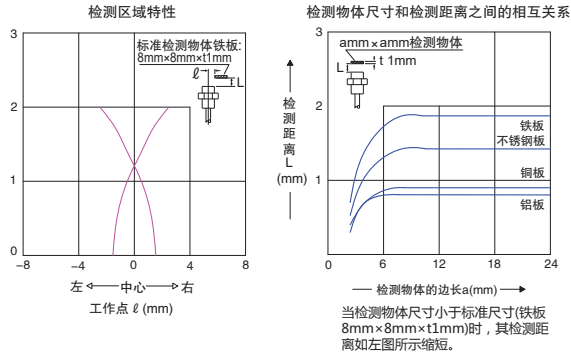 检测区域特性
3
2
1
0
-8
-4
0
4
8
标准检测物体铁板:
8mm×8mm×t1mm
ℓ
L
左 中心 右
工作点 ℓ (mm)
检测物体尺寸和检测距离之间的相互关系
3
2
1
0
6
12
18
24
amm×amm检测物体
t 1mm
L
检测距离L
(mm)
铁板
不锈钢板
铜板
铝板
检测物体的边长a(mm)
当检测物体尺寸小于标准尺寸(铁板
8mm×8mm×t1mm)时，其检测距
离如左图所示缩短。